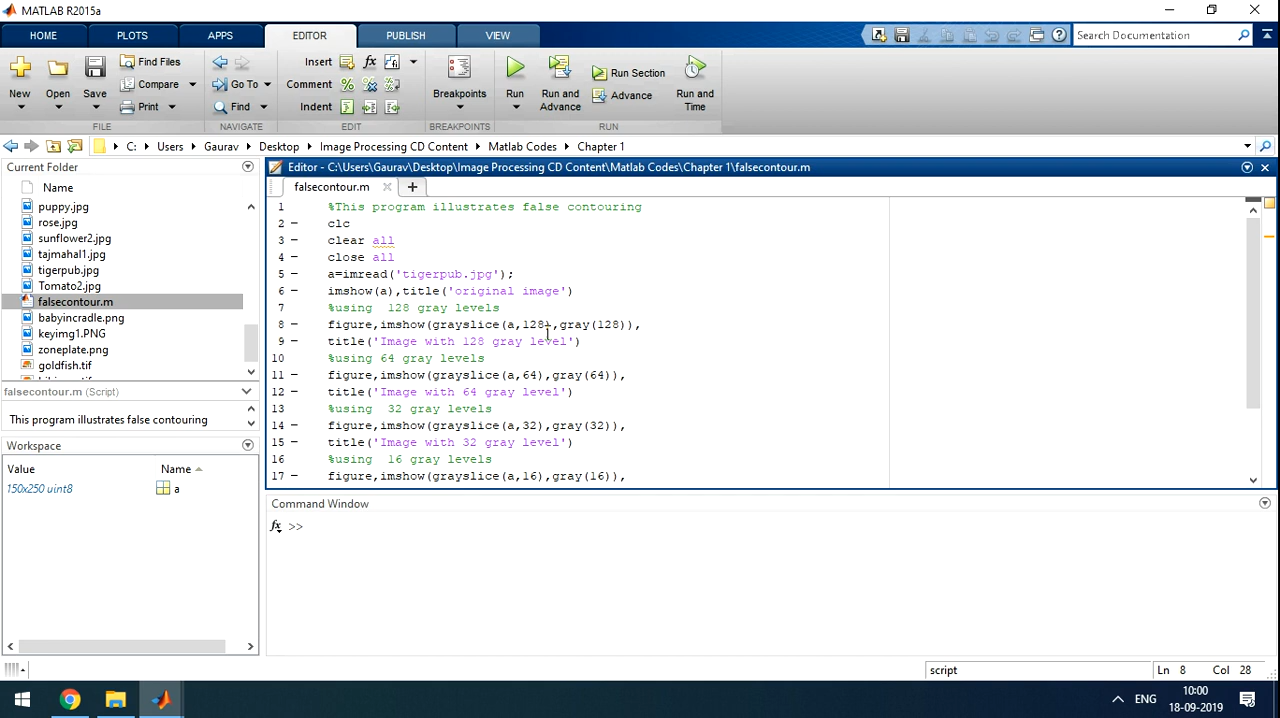 MATLAB R2015a
HOME PLOTS APPS EDITOR PUBLISH VIEW Search Documentation
New Open Save Find Files Compare Print
Go To Find
Insert fx Comment Indent
Breakpoints
Run Run and Advance Run Section Advance Run and Time
FILE NAVIGATE EDIT BREAKPOINTS RUN
C: Users Gaurav Desktop Image Processing CD Content Matlab Codes Chapter 1
Current Folder
Name
puppy.jpg
rose.jpg
sunflower2.jpg
tajmahal1.jpg
tigerpub.jpg
Tomato2.jpg
falsecontour.m
babyincradle.png
keyimg1.PNG
zoneplate.png
goldfish.tif
falsecontour.m (Script)
This program illustrates false contouring
Workspace
Value Name
150x250 uint8 a
Editor - C:\Users\Gaurav\Desktop\Image Processing CD Content\Matlab Codes\Chapter 1\falsecontour.m
falsecontour.m
1 %This program illustrates false contouring
2 – clc
3 – clear all
4 – close all
5 – a=imread('tigerpub.jpg');
6 – imshow(a),title('original image')
7 %using 128 gray levels
8 – figure,imshow(grayslice(a,128),gray(128)),
9 – title('Image with 128 gray level')
10 %using 64 gray levels
11 – figure,imshow(grayslice(a,64),gray(64)),
12 – title('Image with 64 gray level')
13 %using 32 gray levels
14 – figure,imshow(grayslice(a,32),gray(32)),
15 – title('Image with 32 gray level')
16 %using 16 gray levels
17 – figure,imshow(grayslice(a,16),gray(16)),
Command Window
fx >>
script Ln 8 Col 28
ENG 10:00
18-09-2019